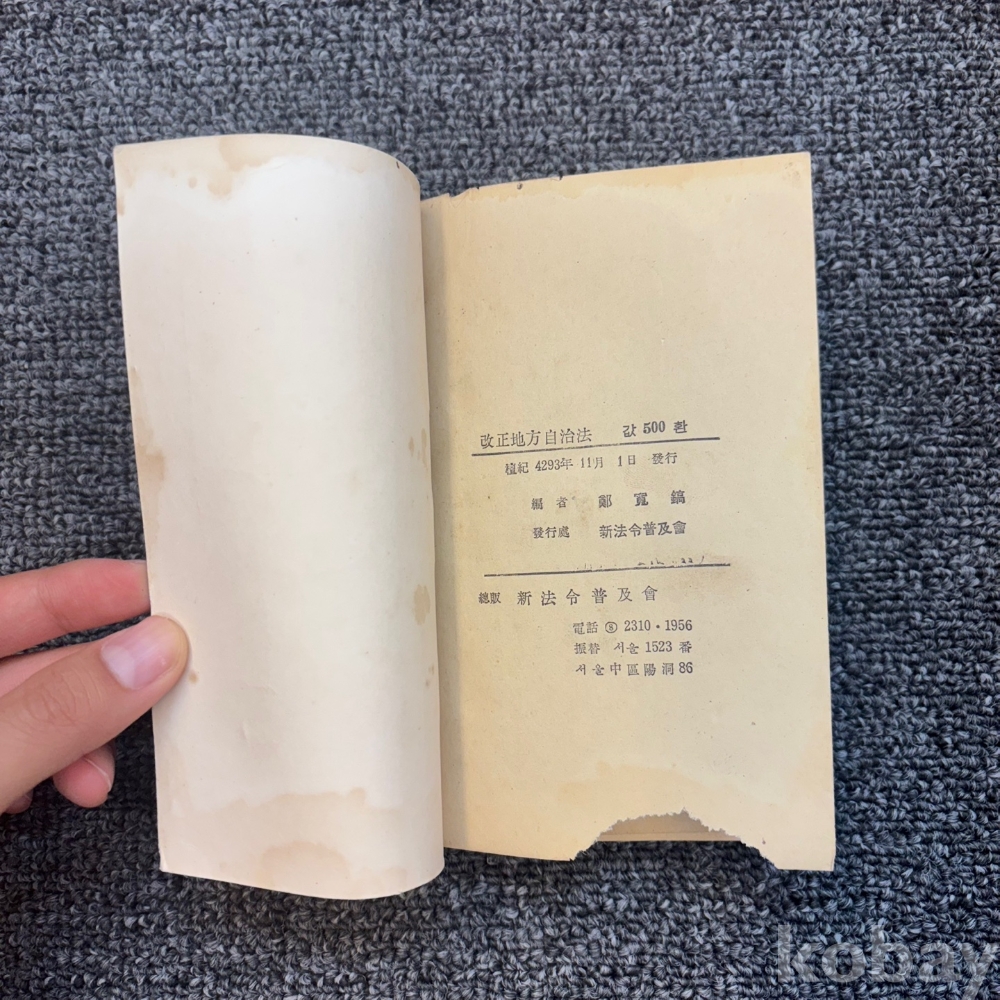 改正地方自治法 값 500 환
檀紀 4293年 11月 1日 發行
編者 鄭寬鎬
發行處 新法令普及會
總販 新法令普及會
電話 ⑧ 2310・1956
振替 서울 1523 番
서울中區陽洞 86
kobay